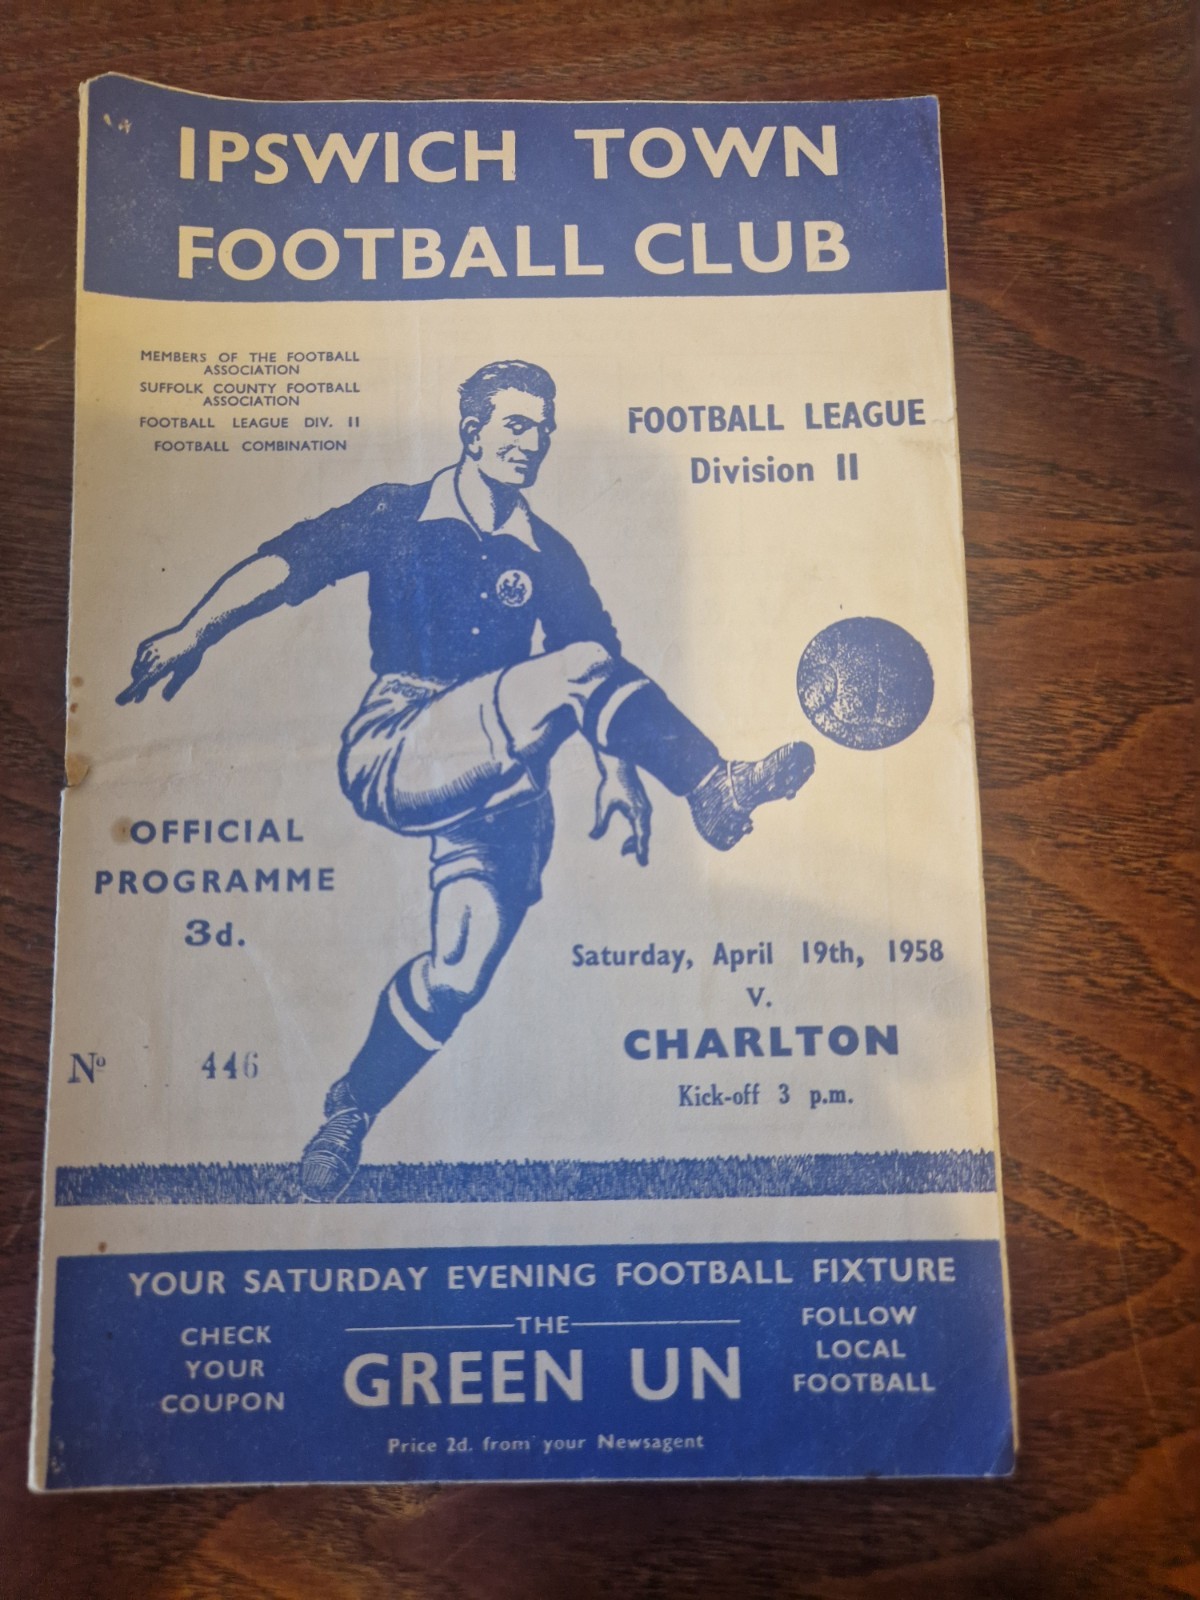 IPSWICH TOWN
FOOTBALL CLUB
MEMBERS OF THE FOOTBALL
ASSOCIATION
SUFFOLK COUNTY FOOTBALL
ASSOCIATION
FOOTBALL LEAGUE DIV. II
FOOTBALL COMBINATION
FOOTBALL LEAGUE
Division II
OFFICIAL
PROGRAMME
3d.
Nº 446
Saturday, April 19th, 1958
V.
CHARLTON
Kick-off 3 p.m.
YOUR SATURDAY EVENING FOOTBALL FIXTURE
CHECK
YOUR
COUPON
THE
GREEN UN
Price 2d. from your Newsagent
FOLLOW
LOCAL
FOOTBALL